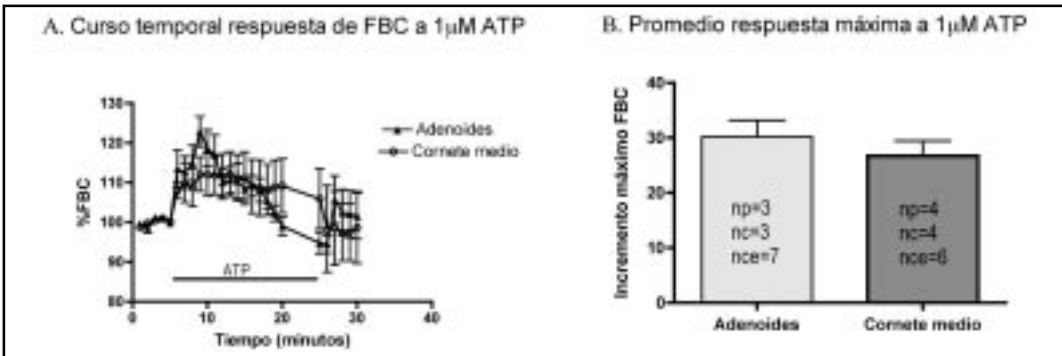 A. Curso temporal respuesta de FBC a 1µM ATP
130
120
110
100
90
80
%FBC
Adenoides
Cornete medio
ATP
0
10
20
30
40
Tiempo (minutos)
B. Promedio respuesta máxima a 1µM ATP
40
30
20
10
0
Incremento máximo FBC
np=3
nc=3
nce=7
np=4
nc=4
nce=6
Adenoides
Cornete medio